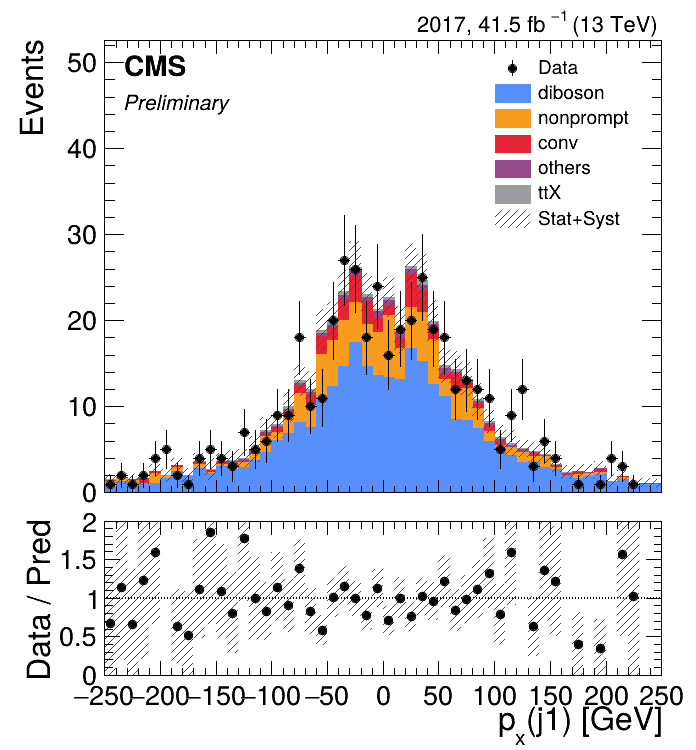 2017, 41.5 fb⁻¹ (13 TeV)
Events
CMS
Preliminary
Data
diboson
nonprompt
conv
others
ttX
Stat+Syst
50
40
30
20
10
0
Data / Pred
2
1.5
1
0.5
0
−250 −200 −150 −100 −50 0 50 100 150 200 250
pₓ(j1) [GeV]